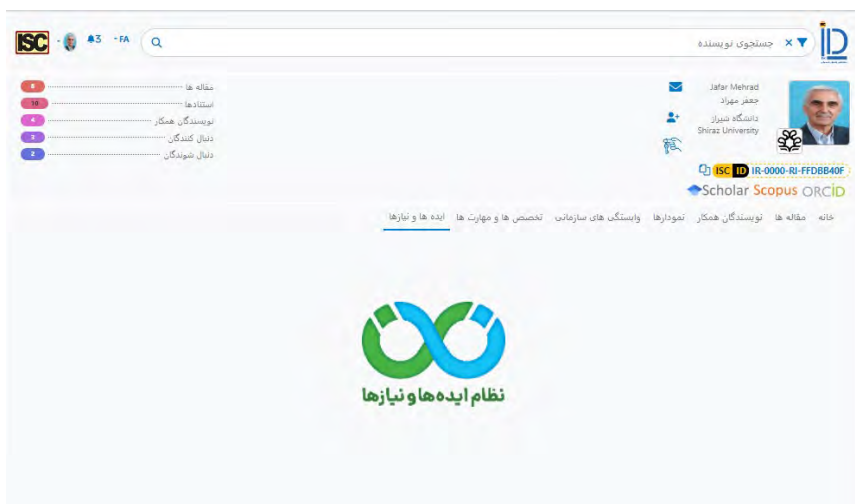 ISC
3
FA
جستجوی نویسنده
ID
Jafar Mehrad
جعفر مهراد
دانشگاه شیراز
Shiraz University
ISC ID IR-0000-RI-FFDBB40F
Scholar Scopus ORCID
مقاله ها 8
استنادها 10
نویسندگان همکار 4
دنبال کنندگان 3
دنبال شوندگان 2
خانه مقاله ها نویسندگان همکار نمودارها وابستگی های سازمانی تخصص ها و مهارت ها ایده ها و نیازها
نظام ایده‌ها و نیازها